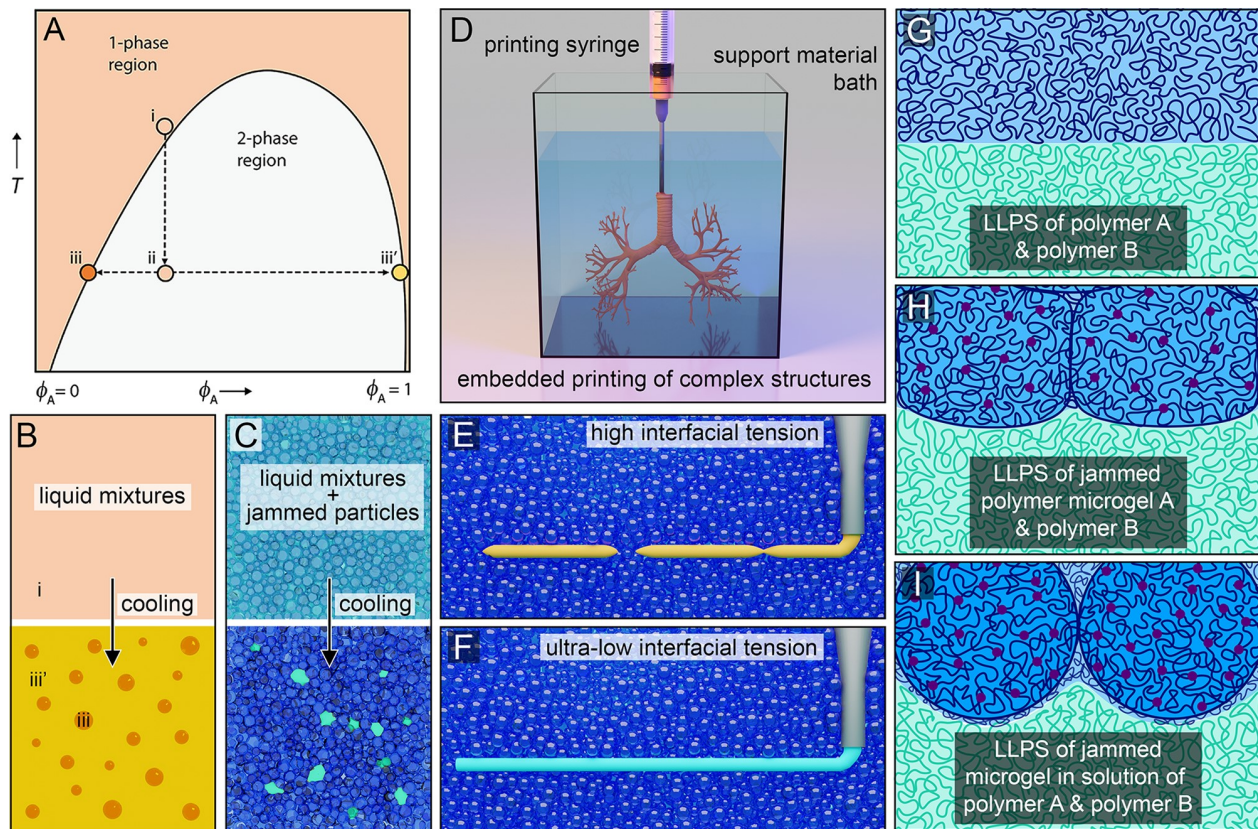 A
1-phase
region
i
2-phase
region
↑
T
iii
ii
iii'
ϕA = 0
ϕA →
ϕA = 1
B
liquid mixtures
i
cooling
iii'
iii
C
liquid mixtures
+
jammed particles
cooling
D
printing syringe
support material
bath
embedded printing of complex structures
E
high interfacial tension
F
ultra-low interfacial tension
G
LLPS of polymer A
& polymer B
H
LLPS of jammed
polymer microgel A
& polymer B
I
LLPS of jammed
microgel in solution of
polymer A & polymer B